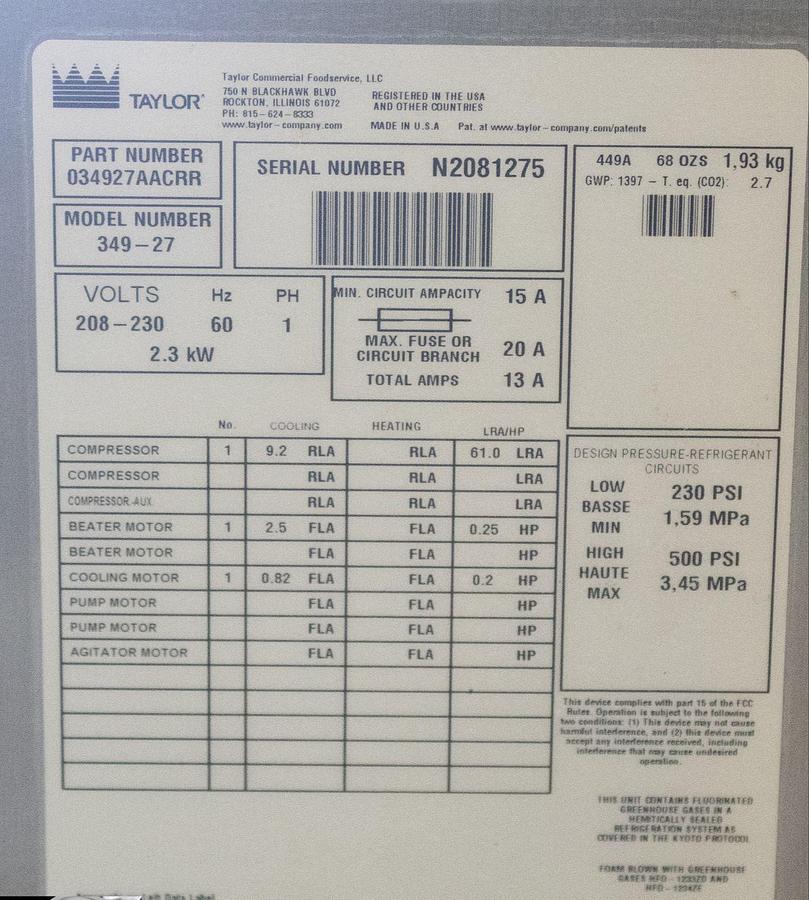 TAYLOR®
Taylor Commercial Foodservice, LLC
750 N BLACKHAWK BLVD
ROCKTON, ILLINOIS 61072
PH: 815-624-8333
www.taylor-company.com
REGISTERED IN THE USA
AND OTHER COUNTRIES
MADE IN U.S.A Pat. at www.taylor-company.com/patents
PART NUMBER
034927AACRR
MODEL NUMBER
349-27
SERIAL NUMBER N2081275
449A 68 OZS 1,93 kg
GWP: 1397 - T. eq. (CO2): 2.7
VOLTS Hz PH
208-230 60 1
2.3 kW
MIN. CIRCUIT AMPACITY 15 A
MAX. FUSE OR
CIRCUIT BRANCH 20 A
TOTAL AMPS 13 A
No. COOLING HEATING LRA/HP
COMPRESSOR 1 9.2 RLA RLA 61.0 LRA
COMPRESSOR RLA RLA LRA
COMPRESSOR-AUX. RLA RLA LRA
BEATER MOTOR 1 2.5 FLA FLA 0.25 HP
BEATER MOTOR FLA FLA HP
COOLING MOTOR 1 0.82 FLA FLA 0.2 HP
PUMP MOTOR FLA FLA HP
PUMP MOTOR FLA FLA HP
AGITATOR MOTOR FLA FLA HP
DESIGN PRESSURE-REFRIGERANT
CIRCUITS
LOW 230 PSI
BASSE 1,59 MPa
MIN
HIGH 500 PSI
HAUTE 3,45 MPa
MAX
This device complies with part 15 of the FCC
Rules. Operation is subject to the following
two conditions: (1) This device may not cause
harmful interference, and (2) this device must
accept any interference received, including
interference that may cause undesired
operation.
THIS UNIT CONTAINS FLUORINATED
GREENHOUSE GASES IN A
HEMITICALLY SEALED
REFRIGERATION SYSTEM AS
COVERED IN THE KYOTO PROTOCOL
FOAM BLOWN WITH GREENHOUSE
GASES HFO - 1233ZD AND
HFO - 1234ZE
Left Data Label